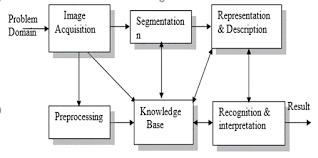 Problem
Domain
Image
Acquisition
Segmentation
n
Representation
& Description
Preprocessing
Knowledge
Base
Recognition &
interpretation
Result